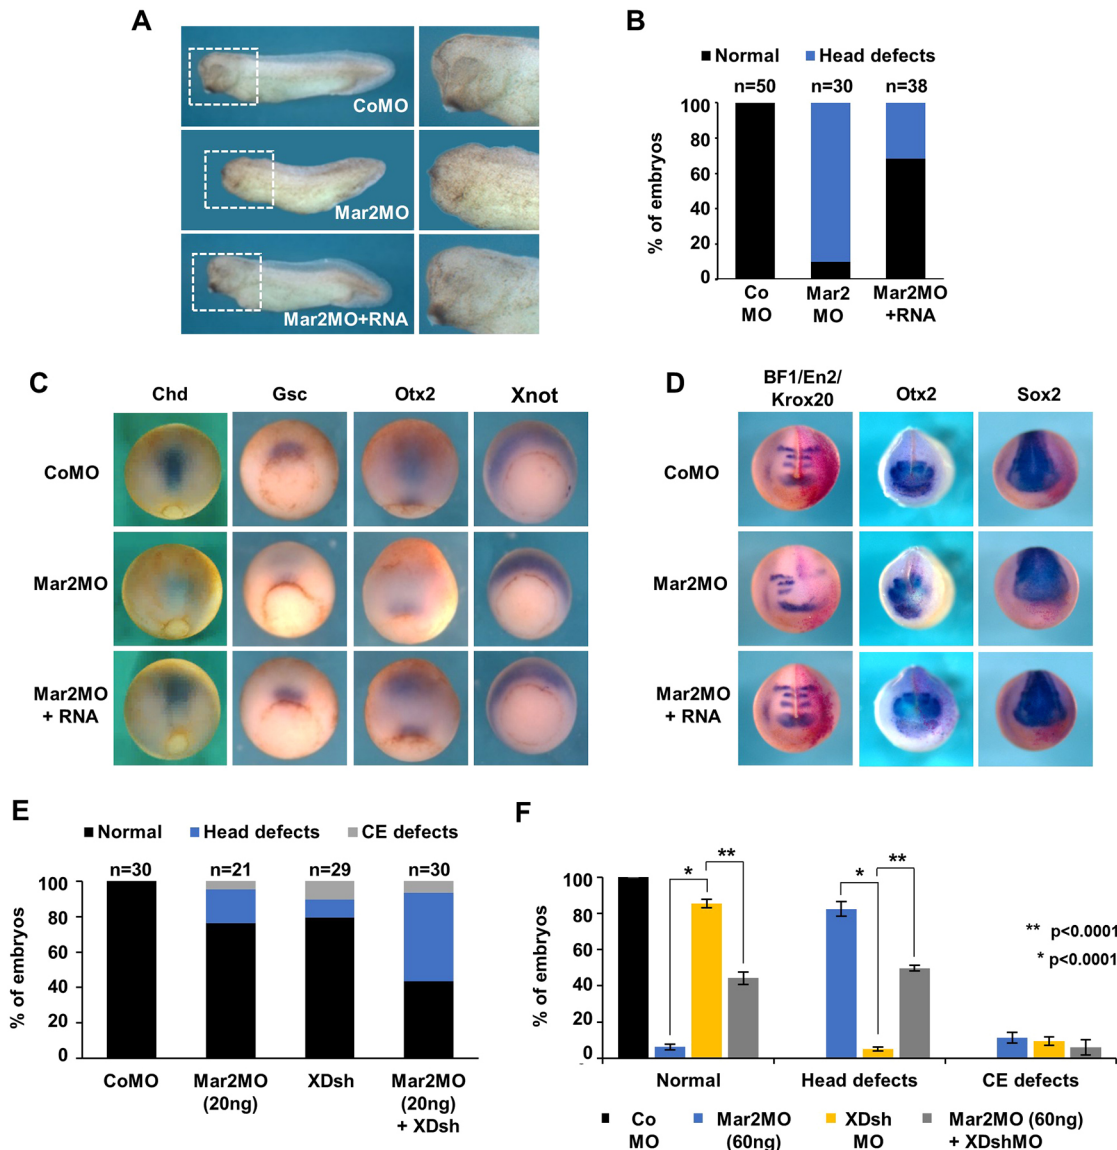 A
CoMO
Mar2MO
Mar2MO+RNA
B
Normal Head defects
n=50 n=30 n=38
% of embryos
100
80
60
40
20
0
Co MO
Mar2 MO
Mar2MO +RNA
C
Chd Gsc Otx2 Xnot
CoMO
Mar2MO
Mar2MO
+ RNA
D
BF1/En2/
Krox20
Otx2 Sox2
CoMO
Mar2MO
Mar2MO
+ RNA
E
Normal Head defects CE defects
n=30 n=21 n=29 n=30
% of embryos
100
80
60
40
20
0
CoMO
Mar2MO
(20ng)
XDsh
Mar2MO
(20ng)
+ XDsh
F
% of embryos
100
80
60
40
20
0
* **
* **
** p<0.0001
* p<0.0001
Normal Head defects CE defects
Co
MO
Mar2MO
(60ng)
XDsh
MO
Mar2MO (60ng)
+ XDshMO